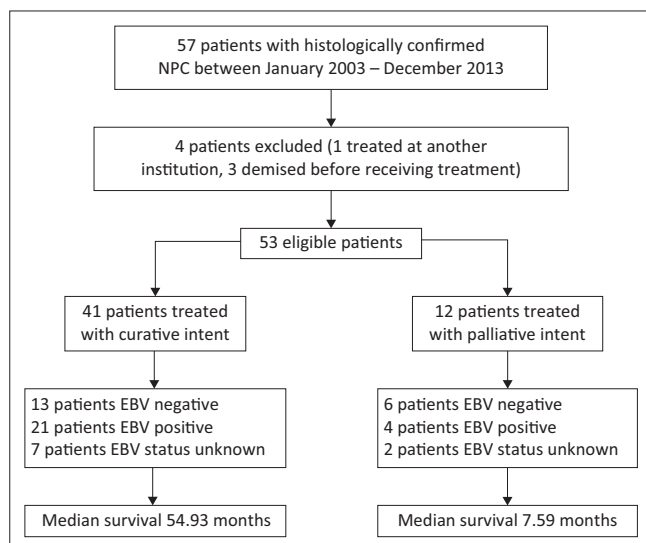 57 patients with histologically confirmed
NPC between January 2003 – December 2013
4 patients excluded (1 treated at another
institution, 3 demised before receiving treatment)
53 eligible patients
41 patients treated
with curative intent
12 patients treated
with palliative intent
13 patients EBV negative
21 patients EBV positive
7 patients EBV status unknown
6 patients EBV negative
4 patients EBV positive
2 patients EBV status unknown
Median survival 54.93 months
Median survival 7.59 months